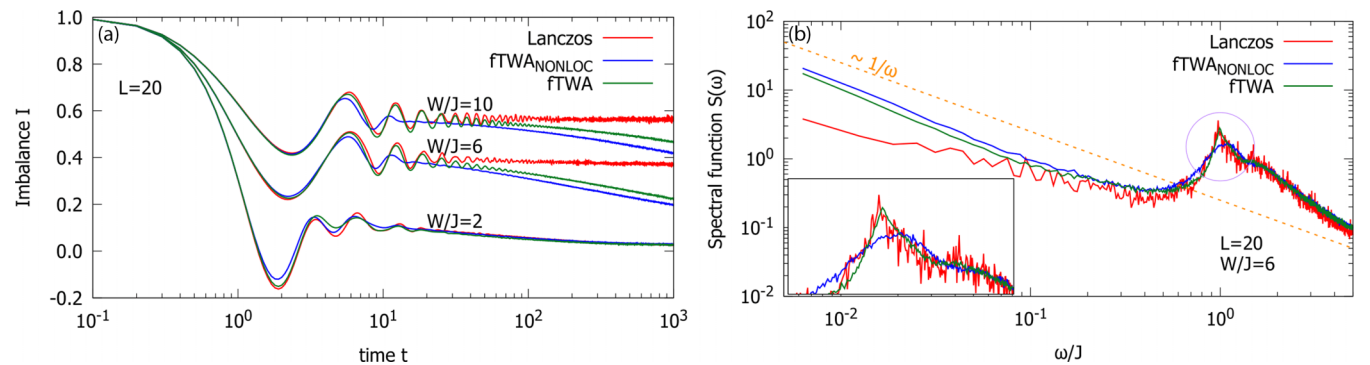 (a)
Lanczos
fTWA_NONLOC
fTWA
L=20
W/J=10
W/J=6
W/J=2
Imbalance I
1.0
0.8
0.6
0.4
0.2
0.0
-0.2
10^-1
10^0
10^1
10^2
10^3
time t
(b)
Lanczos
fTWA_NONLOC
fTWA
~ 1/ω
L=20
W/J=6
Spectral function S(ω)
10^2
10^1
10^0
10^-1
10^-2
10^-2
10^-1
10^0
ω/J